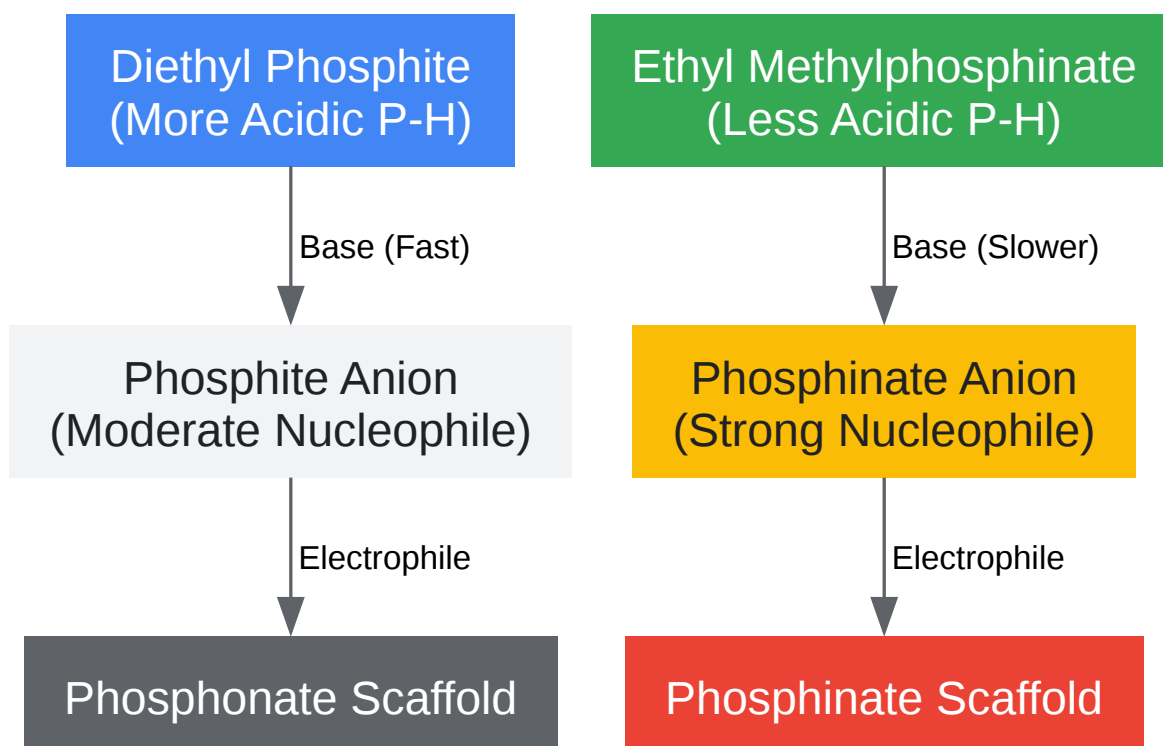 Diethyl Phosphite
(More Acidic P-H)
Base (Fast)
Phosphite Anion
(Moderate Nucleophile)
Electrophile
Phosphonate Scaffold
Ethyl Methylphosphinate
(Less Acidic P-H)
Base (Slower)
Phosphinate Anion
(Strong Nucleophile)
Electrophile
Phosphinate Scaffold